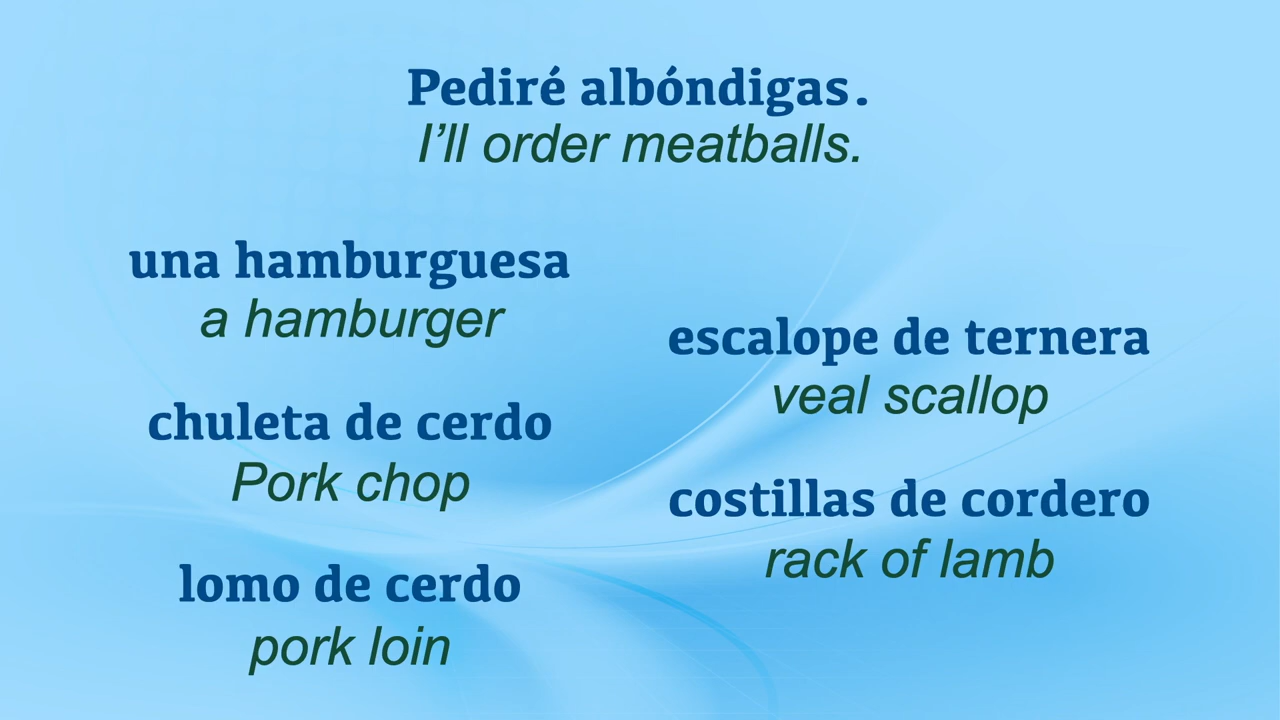 Pediré albóndigas.
I’ll order meatballs.
una hamburguesa
a hamburger
chuleta de cerdo
Pork chop
lomo de cerdo
pork loin
escalope de ternera
veal scallop
costillas de cordero
rack of lamb